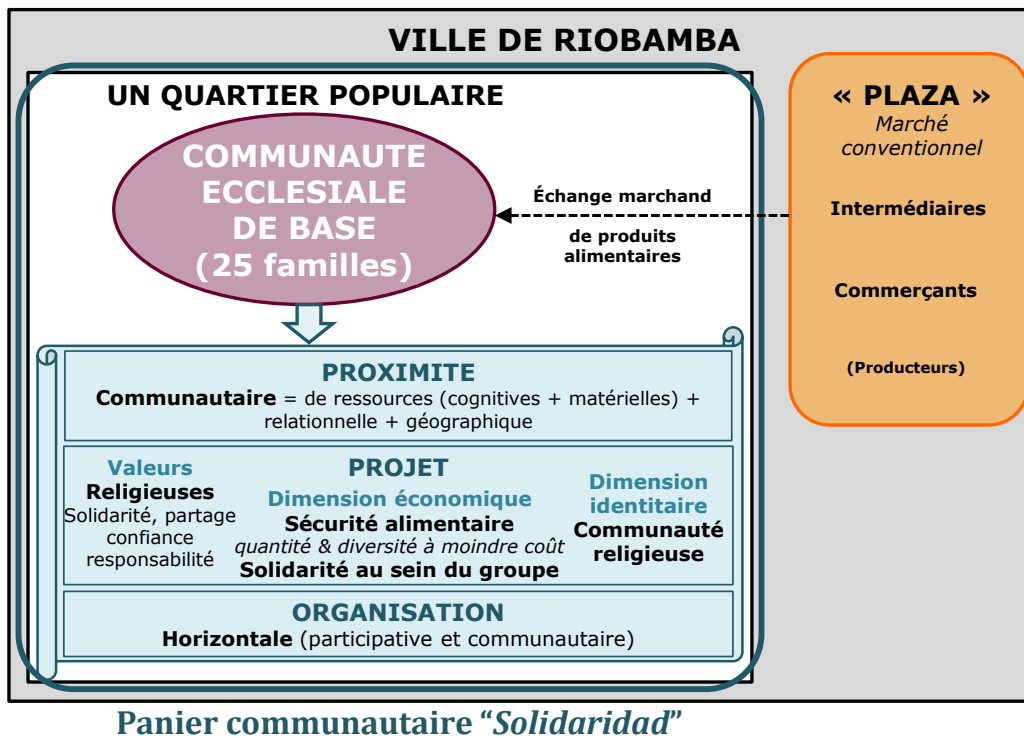 VILLE DE RIOBAMBA
UN QUARTIER POPULAIRE
COMMUNAUTE
ECCLESIALE
DE BASE
(25 familles)
Échange marchand
de produits
alimentaires
« PLAZA »
Marché
conventionnel
Intermédiaires
Commerçants
(Producteurs)
PROXIMITE
Communautaire = de ressources (cognitives + matérielles) +
relationnelle + géographique
Valeurs
Religieuses
Solidarité, partage
confiance
responsabilité
PROJET
Dimension économique
Sécurité alimentaire
quantité & diversité à moindre coût
Solidarité au sein du groupe
Dimension
identitaire
Communauté
religieuse
ORGANISATION
Horizontale (participative et communautaire)
Panier communautaire “Solidaridad”